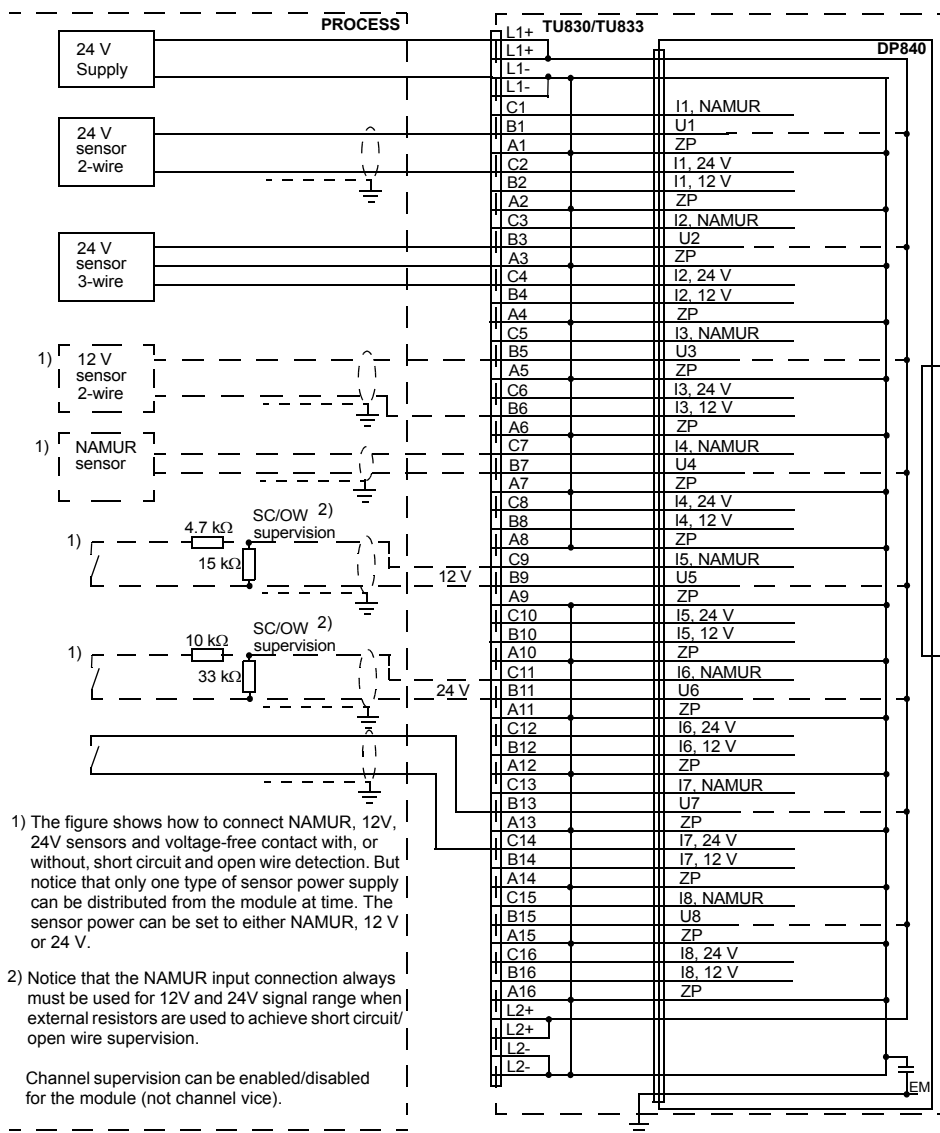 PROCESS
TU830/TU833
DP840
24 V
Supply
L1+
L1+
L1-
L1-
C1 I1, NAMUR
24 V
sensor
2-wire
B1 U1
A1 ZP
C2 I1, 24 V
B2 I1, 12 V
A2 ZP
C3 I2, NAMUR
24 V
sensor
3-wire
B3 U2
A3 ZP
C4 I2, 24 V
B4 I2, 12 V
A4 ZP
C5 I3, NAMUR
1) 12 V
sensor
2-wire
B5 U3
A5 ZP
C6 I3, 24 V
B6 I3, 12 V
A6 ZP
1) NAMUR
sensor
C7 I4, NAMUR
B7 U4
A7 ZP
C8 I4, 24 V
B8 I4, 12 V
A8 ZP
1) 4.7 kΩ
15 kΩ
SC/OW 2)
supervision
12 V
C9 I5, NAMUR
B9 U5
A9 ZP
C10 I5, 24 V
B10 I5, 12 V
A10 ZP
1) 10 kΩ
33 kΩ
SC/OW 2)
supervision
24 V
C11 I6, NAMUR
B11 U6
A11 ZP
C12 I6, 24 V
B12 I6, 12 V
A12 ZP
C13 I7, NAMUR
B13 U7
A13 ZP
C14 I7, 24 V
B14 I7, 12 V
A14 ZP
C15 I8, NAMUR
B15 U8
A15 ZP
C16 I8, 24 V
B16 I8, 12 V
A16 ZP
L2+
L2+
L2-
L2-
EM
1) The figure shows how to connect NAMUR, 12V,
24V sensors and voltage-free contact with, or
without, short circuit and open wire detection. But
notice that only one type of sensor power supply
can be distributed from the module at time. The
sensor power can be set to either NAMUR, 12 V
or 24 V.
2) Notice that the NAMUR input connection always
must be used for 12V and 24V signal range when
external resistors are used to achieve short circuit/
open wire supervision.
Channel supervision can be enabled/disabled
for the module (not channel vice).